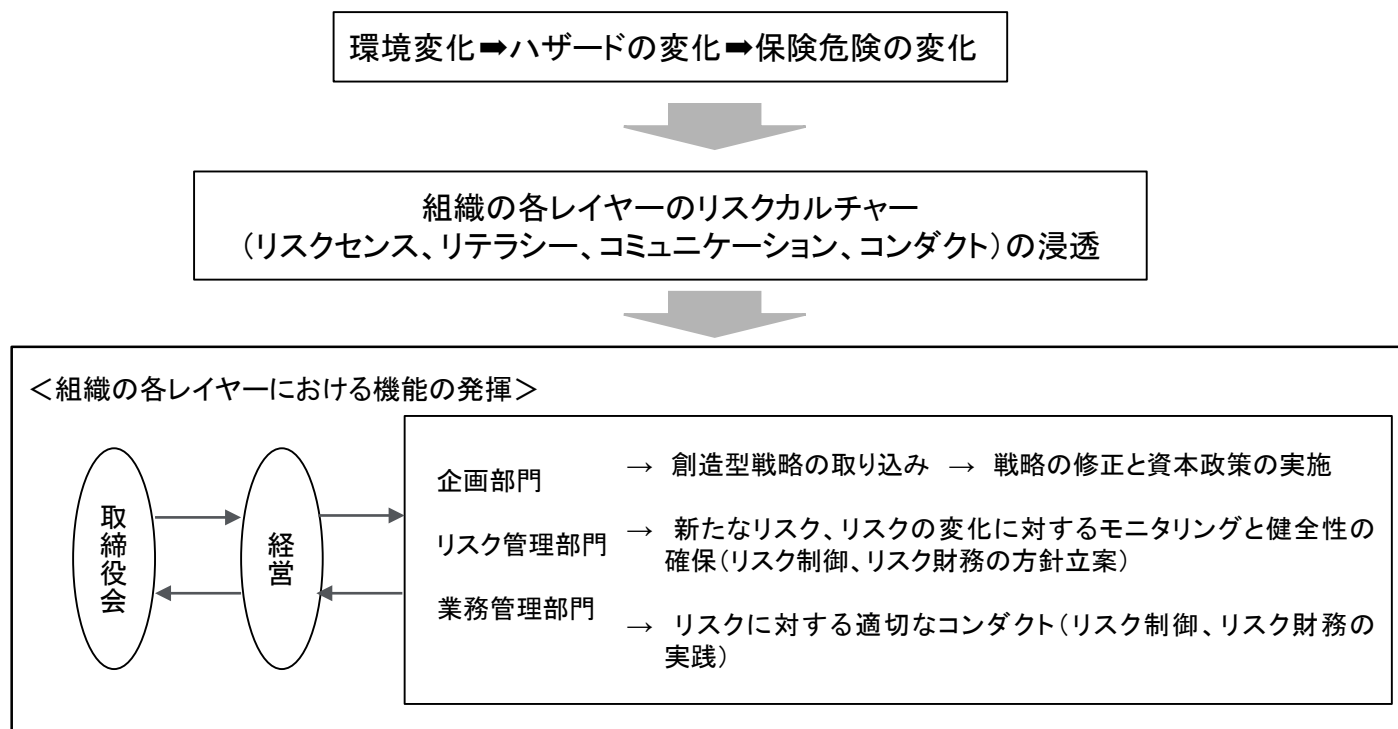 環境変化➡ハザードの変化➡保険危険の変化
組織の各レイヤーのリスクカルチャー
（リスクセンス、リテラシー、コミュニケーション、コンダクト）の浸透
＜組織の各レイヤーにおける機能の発揮＞
取締役会
経営
企画部門
→ 創造型戦略の取り込み → 戦略の修正と資本政策の実施
リスク管理部門
→ 新たなリスク、リスクの変化に対するモニタリングと健全性の
確保（リスク制御、リスク財務の方針立案）
業務管理部門
→ リスクに対する適切なコンダクト（リスク制御、リスク財務の
実践）